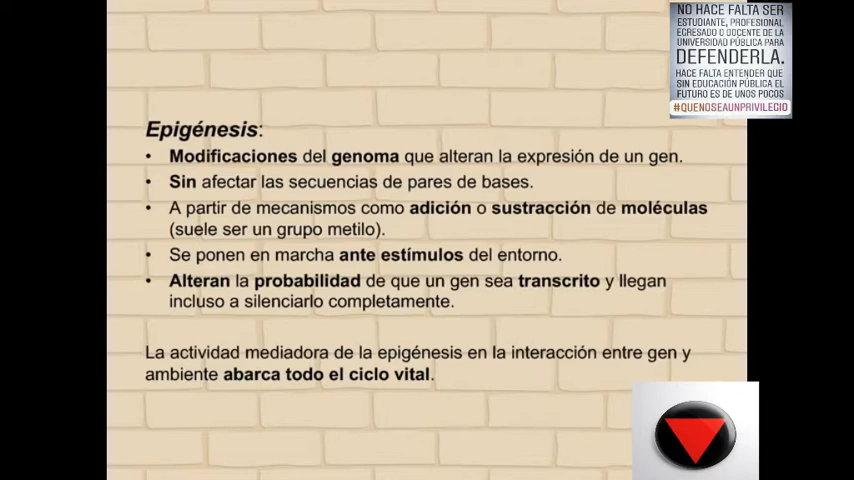 NO HACE FALTA SER
ESTUDIANTE, PROFESIONAL
EGRESADO O DOCENTE DE LA
UNIVERSIDAD PÚBLICA PARA
DEFENDERLA.
HACE FALTA ENTENDER QUE
SIN EDUCACIÓN PÚBLICA EL
FUTURO ES DE UNOS POCOS
#QUENOSEAUNPRIVILEGIO
Epigénesis:
• Modificaciones del genoma que alteran la expresión de un gen.
• Sin afectar las secuencias de pares de bases.
• A partir de mecanismos como adición o sustracción de moléculas
(suele ser un grupo metilo).
• Se ponen en marcha ante estímulos del entorno.
• Alteran la probabilidad de que un gen sea transcrito y llegan
incluso a silenciarlo completamente.
La actividad mediadora de la epigénesis en la interacción entre gen y
ambiente abarca todo el ciclo vital.